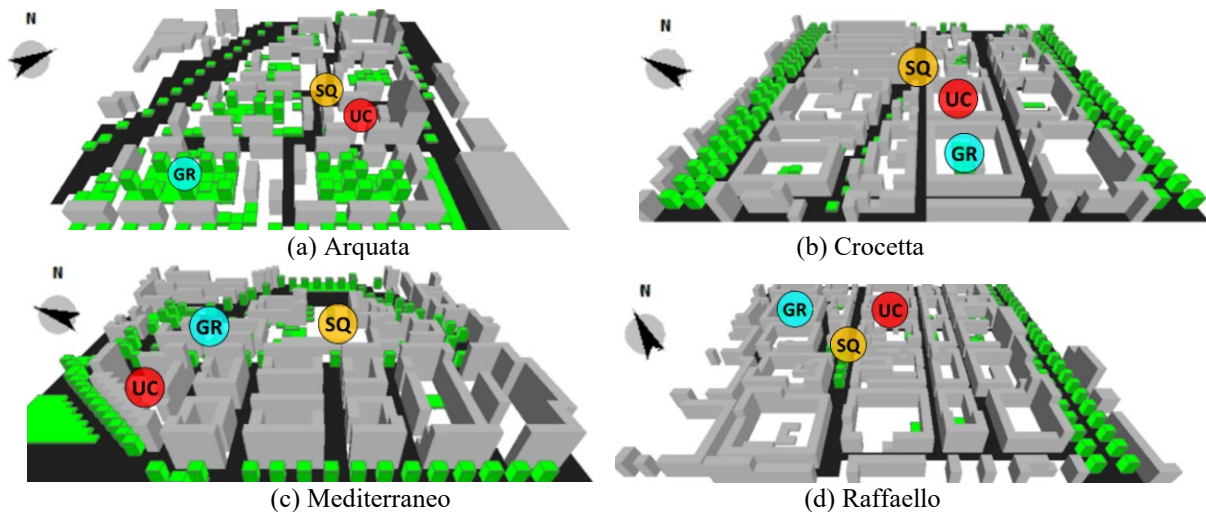 N
SQ
UC
GR
(a) Arquata
N
SQ
UC
GR
(b) Crocetta
N
GR
SQ
UC
(c) Mediterraneo
N
GR
UC
SQ
(d) Raffaello